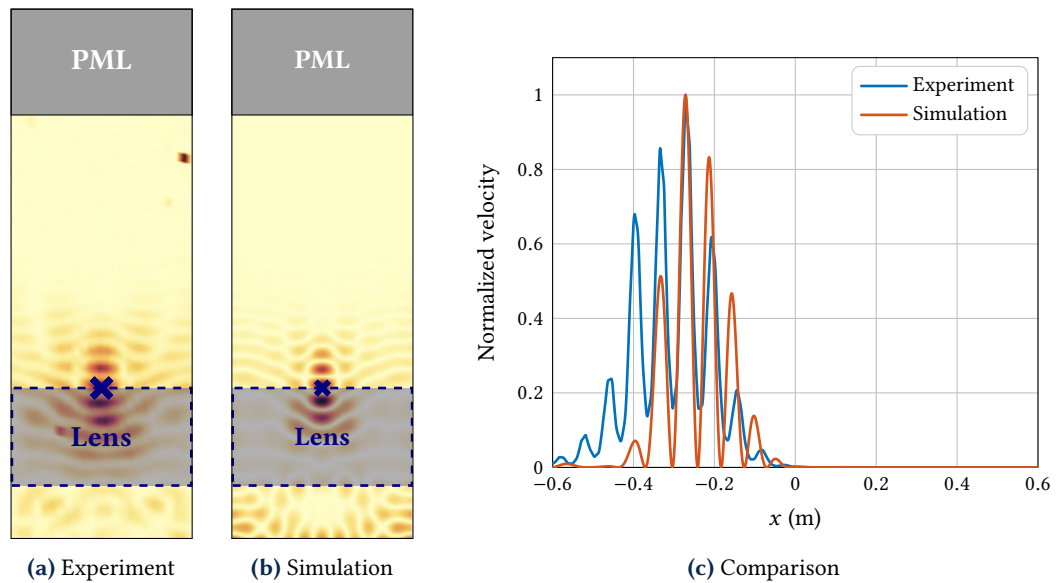 PML
PML
Lens
Lens
(a) Experiment
(b) Simulation
Experiment
Simulation
Normalized velocity
1
0.8
0.6
0.4
0.2
0
−0.6
−0.4
−0.2
0
0.2
0.4
0.6
x (m)
(c) Comparison